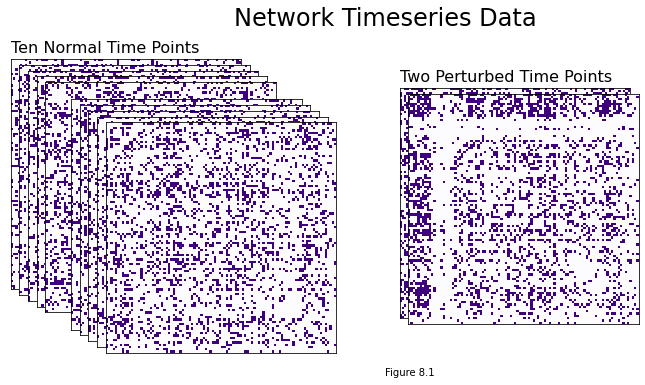 Network Timeseries Data
Ten Normal Time Points
Two Perturbed Time Points
Figure 8.1